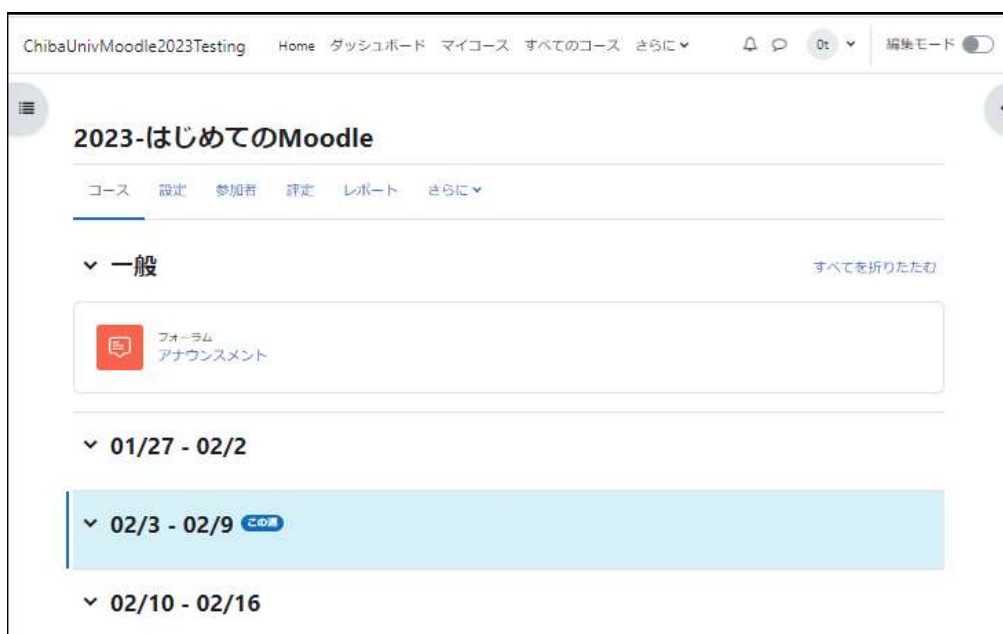 ChibaUnivMoodle2023Testing Home ダッシュボード マイコース すべてのコース さらに 0t 編集モード
2023-はじめてのMoodle
コース 設定 参加者 評定 レポート さらに
一般 すべてを折りたたむ
フォーラム
アナウンスメント
01/27 - 02/2
02/3 - 02/9 この週
02/10 - 02/16